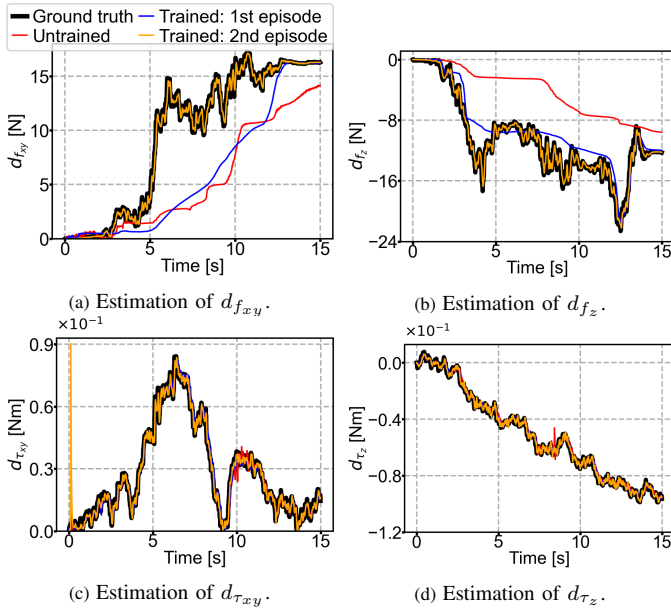 Ground truth
Trained: 1st episode
Untrained
Trained: 2nd episode
15
10
5
0
d_{f_{xy}} [N]
0 5 10 15
Time [s]
(a) Estimation of d_{f_{xy}}.
0
−8
−16
−24
d_{f_z} [N]
0 5 10 15
Time [s]
(b) Estimation of d_{f_z}.
×10⁻¹
0.9
0.6
0.3
0.0
d_{τ_{xy}} [Nm]
0 5 10 15
Time [s]
(c) Estimation of d_{τ_{xy}}.
×10⁻¹
0.0
−0.4
−0.8
−1.2
d_{τ_z} [Nm]
0 5 10 15
Time [s]
(d) Estimation of d_{τ_z}.